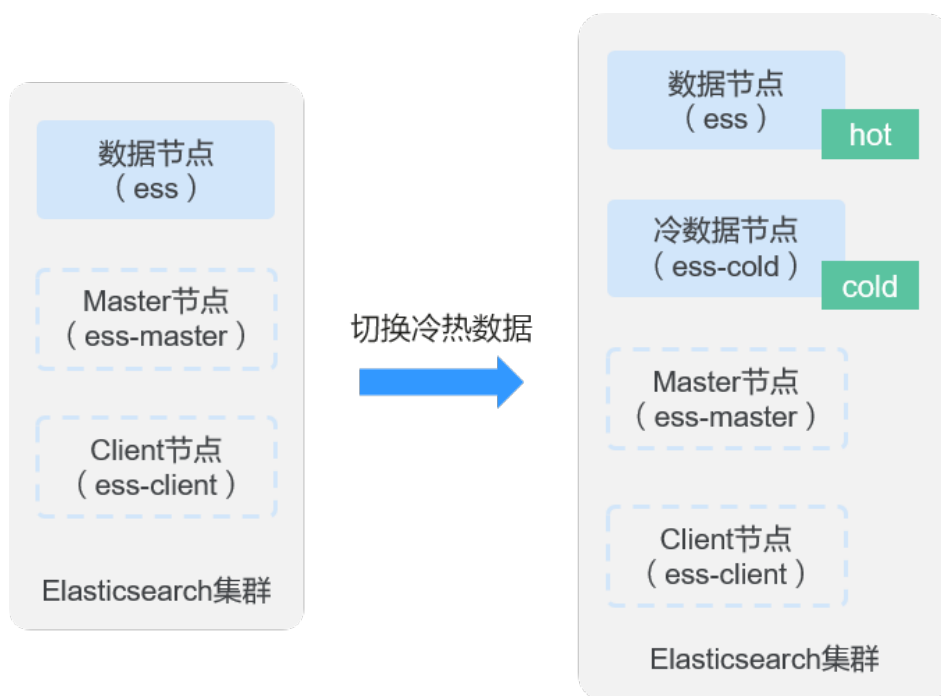 数据节点
（ess）
Master节点
（ess-master）
Client节点
（ess-client）
Elasticsearch集群
切换冷热数据
数据节点
（ess）
hot
冷数据节点
（ess-cold）
cold
Master节点
（ess-master）
Client节点
（ess-client）
Elasticsearch集群